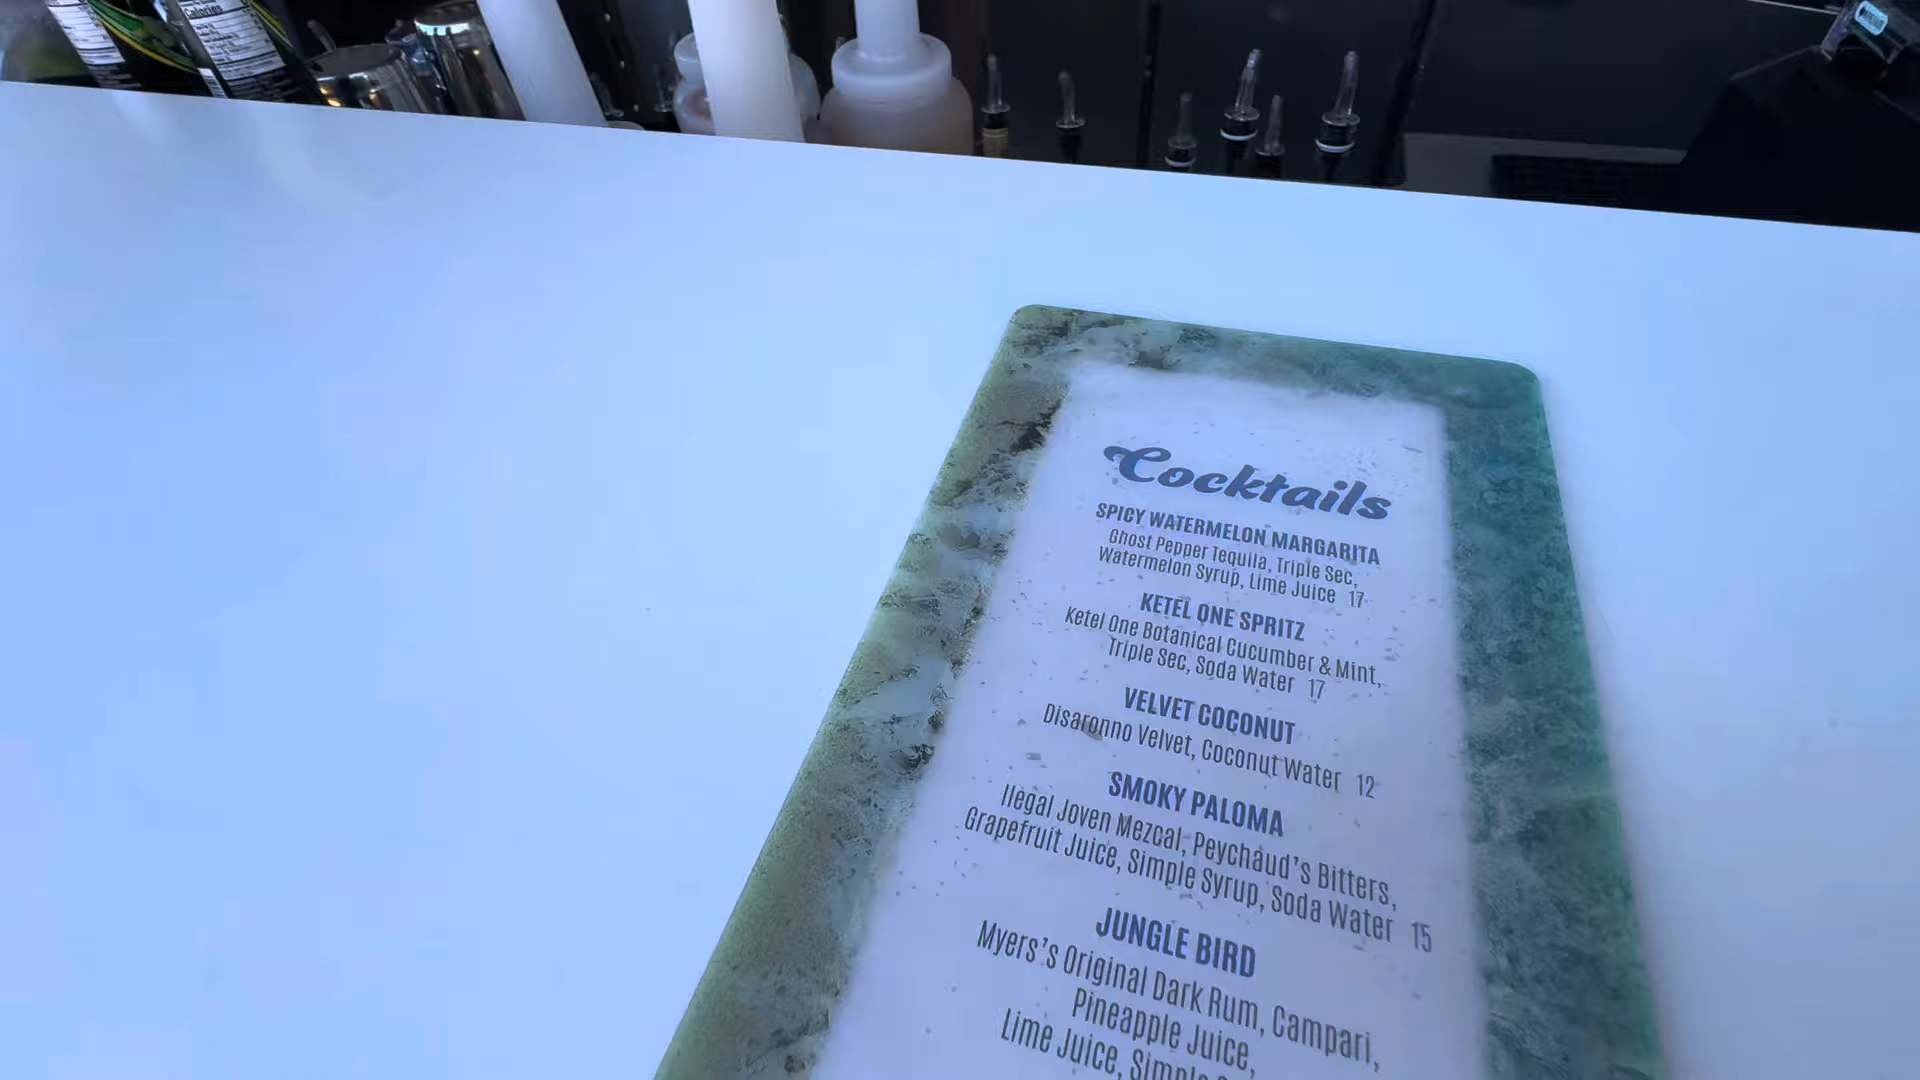 Calories
Cocktails
SPICY WATERMELON MARGARITA
Ghost Pepper Tequila, Triple Sec,
Watermelon Syrup, Lime Juice 17
KETEL ONE SPRITZ
Ketel One Botanical Cucumber & Mint,
Triple Sec, Soda Water 17
VELVET COCONUT
Disaronno Velvet, Coconut Water 12
SMOKY PALOMA
Ilegal Joven Mezcal, Peychaud's Bitters,
Grapefruit Juice, Simple Syrup, Soda Water 15
JUNGLE BIRD
Myers's Original Dark Rum, Campari,
Pineapple Juice,
Lime Juice, Simple